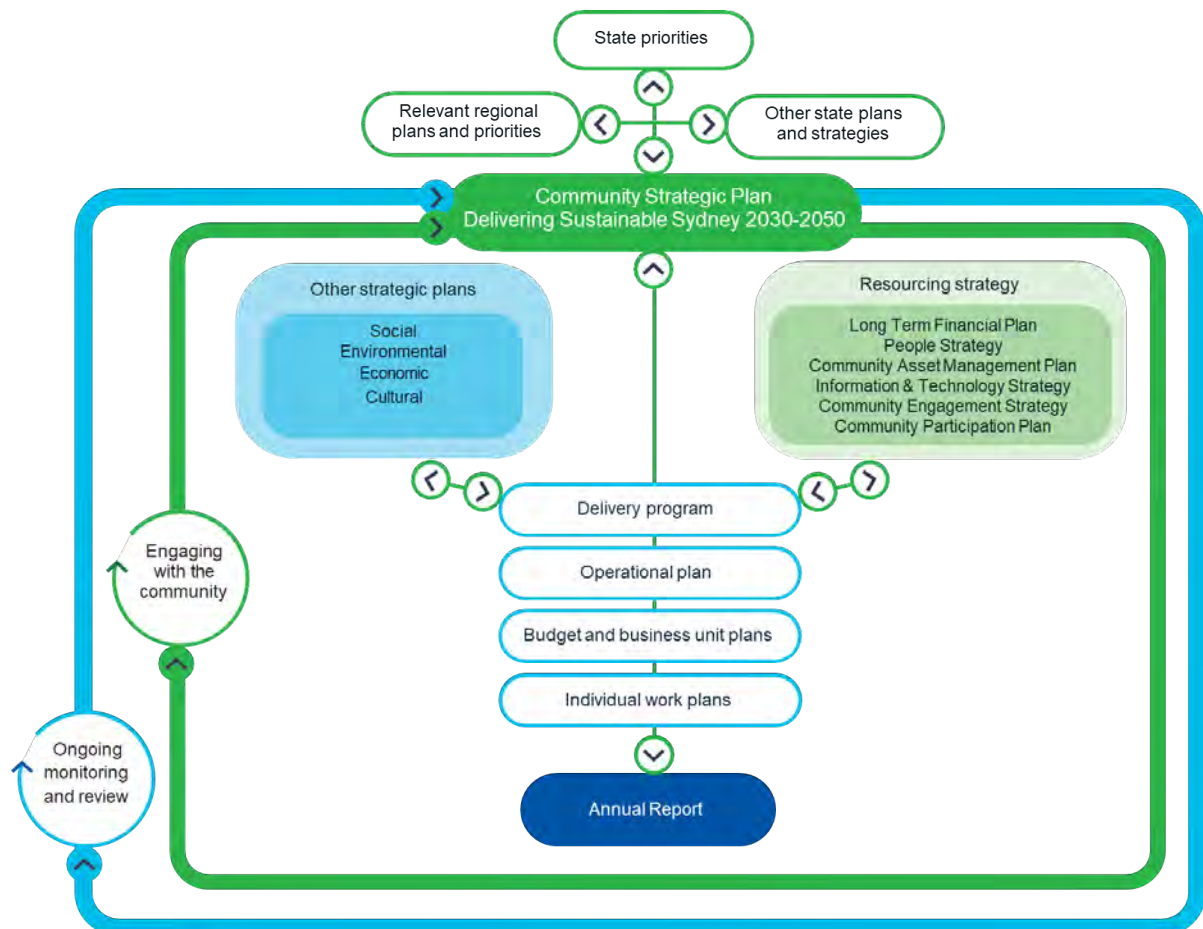 State priorities
Relevant regional
plans and priorities
Other state plans
and strategies
Community Strategic Plan
Delivering Sustainable Sydney 2030-2050
Other strategic plans
Social
Environmental
Economic
Cultural
Resourcing strategy
Long Term Financial Plan
People Strategy
Community Asset Management Plan
Information & Technology Strategy
Community Engagement Strategy
Community Participation Plan
Delivery program
Operational plan
Budget and business unit plans
Individual work plans
Annual Report
Engaging
with the
community
Ongoing
monitoring
and review